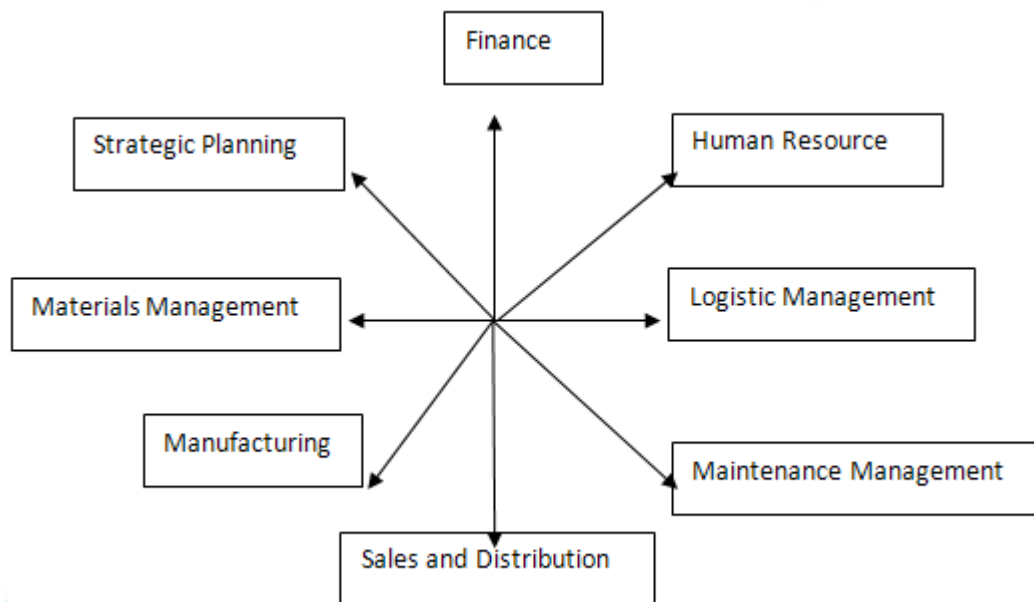 Finance
Strategic Planning
Human Resource
Materials Management
Logistic Management
Manufacturing
Maintenance Management
Sales and Distribution